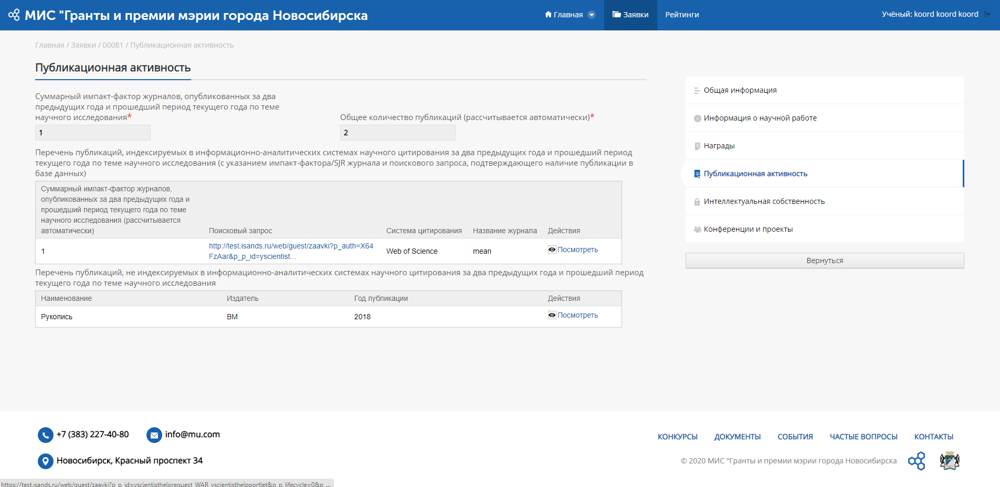 МИС "Гранты и премии мэрии города Новосибирска
Главная
Заявки
Рейтинги
Учёный: koord koord koord
Главная / Заявки / 00081 / Публикационная активность
Публикационная активность
Суммарный импакт-фактор журналов, опубликованных за два
предыдущих года и прошедший период текущего года по теме
научного исследования*
1
Общее количество публикаций (рассчитывается автоматически)*
2
Перечень публикаций, индексируемых в информационно-аналитических системах научного цитирования за два предыдущих года и прошедший период
текущего года по теме научного исследования (с указанием импакт-фактора/SJR журнала и поискового запроса, подтверждающего наличие публикации в
базе данных)
Суммарный импакт-фактор журналов,
опубликованных за два предыдущих года и
прошедший период текущего года по теме
научного исследования (рассчитывается
автоматически)
Поисковый запрос
Система цитирования
Название журнала
Действия
1
http://test.isands.ru/web/guest/zaavki?p_auth=X64
FzAar&p_p_id=yscientist...
Web of Science
mean
Посмотреть
Перечень публикаций, не индексируемых в информационно-аналитических системах научного цитирования за два предыдущих года и прошедший период
текущего года по теме научного исследования
Наименование
Издатель
Год публикации
Действия
Рукопись
ВМ
2018
Посмотреть
Общая информация
Информация о научной работе
Награды
Публикационная активность
Интеллектуальная собственность
Конференции и проекты
Вернуться
+7 (383) 227-40-80
info@mu.com
Новосибирск, Красный проспект 34
КОНКУРСЫ
ДОКУМЕНТЫ
СОБЫТИЯ
ЧАСТЫЕ ВОПРОСЫ
КОНТАКТЫ
© 2020 МИС "Гранты и премии мэрии города Новосибирска
https://test.isands.ru/web/guest/zaavki?p_p_id=yscientisthelprequest_WAR_yscientisthelpportlet&p_p_lifecycle=0&p_...